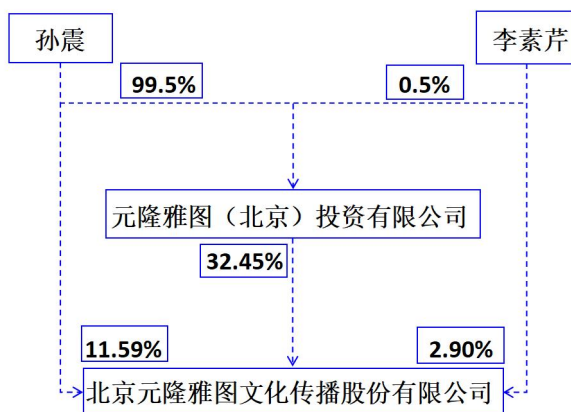 孙震
李素芹
99.5%
0.5%
元隆雅图（北京）投资有限公司
32.45%
11.59%
2.90%
北京元隆雅图文化传播股份有限公司